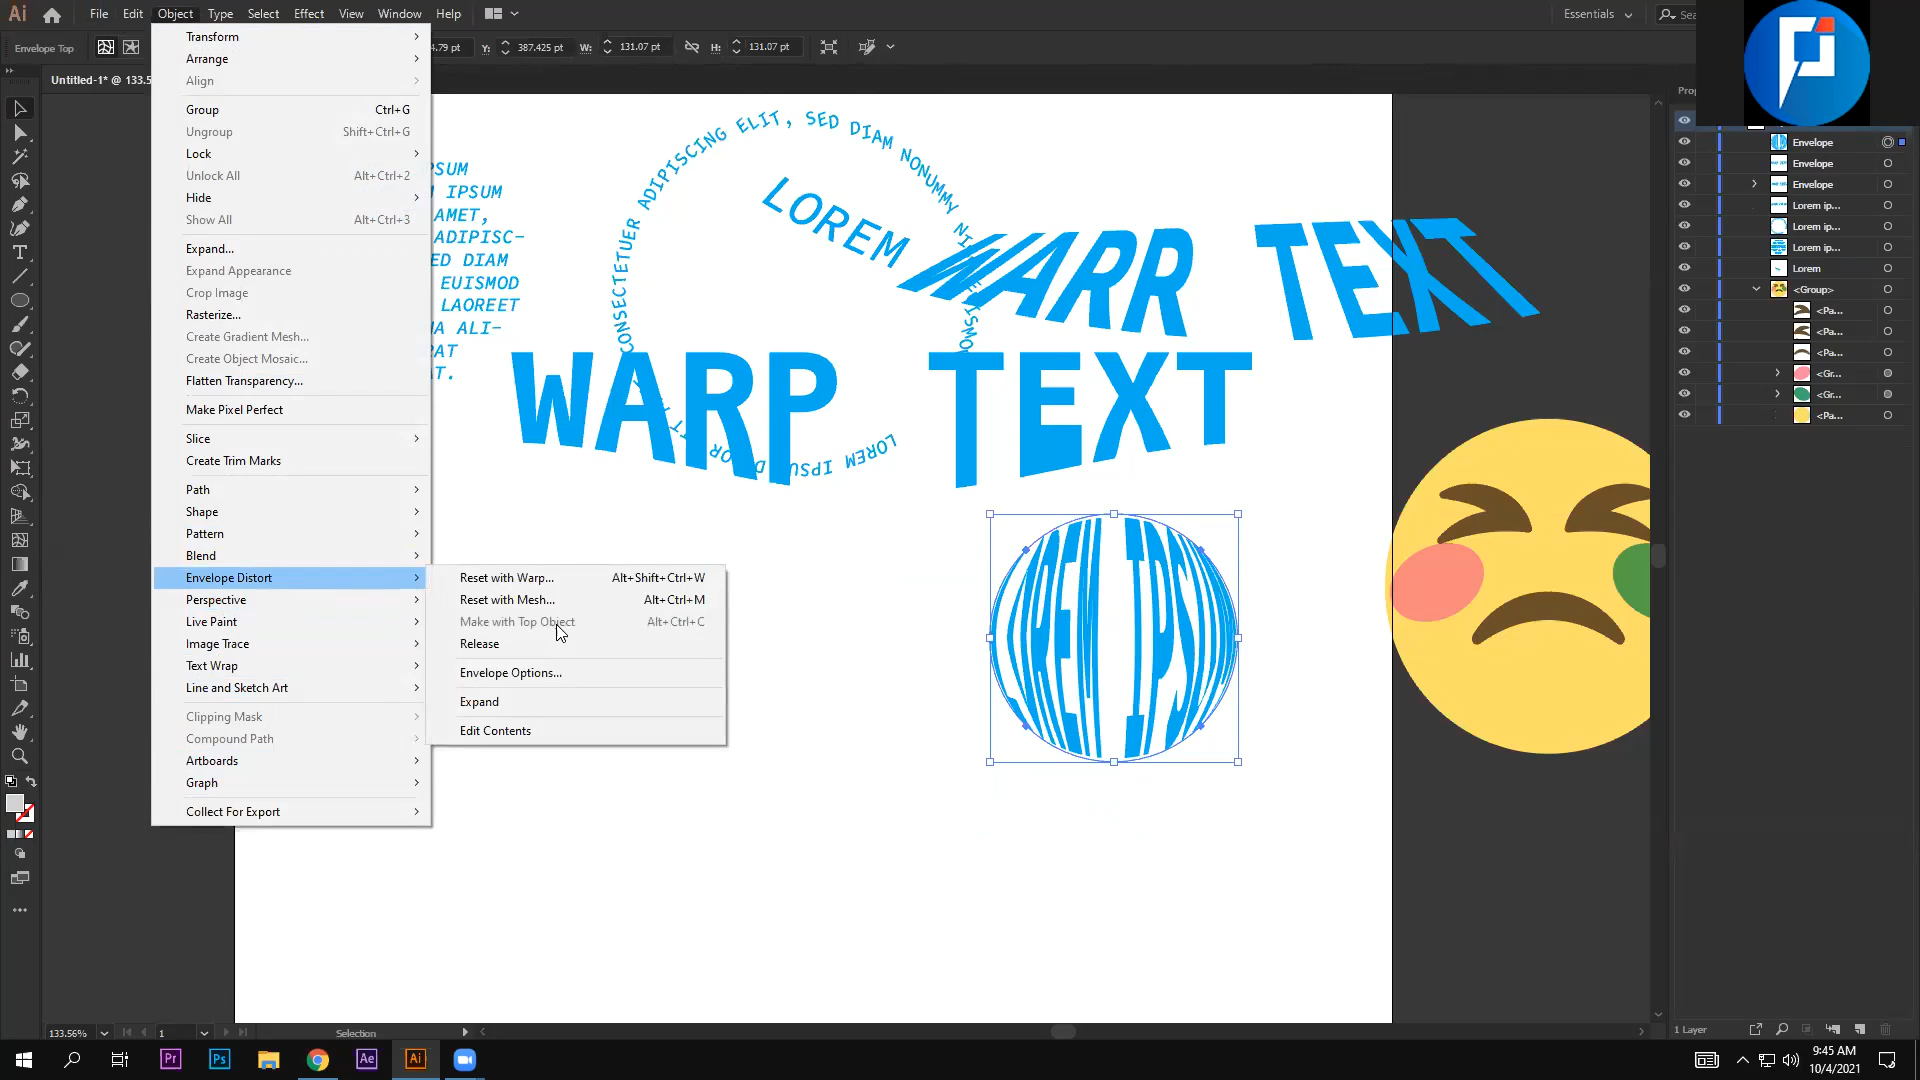 Ai File Edit Object Type Select Effect View Window Help Essentials
Envelope Top Y: 387.425 pt W: 131.07 pt H: 131.07 pt
Untitled-1* @ 133.5
Transform
Arrange
Align
Group Ctrl+G
Ungroup Shift+Ctrl+G
Lock
Unlock All Alt+Ctrl+2
Hide
Show All Alt+Ctrl+3
Expand...
Expand Appearance
Crop Image
Rasterize...
Create Gradient Mesh...
Create Object Mosaic...
Flatten Transparency...
Make Pixel Perfect
Slice
Create Trim Marks
Path
Shape
Pattern
Blend
Envelope Distort
Perspective
Live Paint
Image Trace
Text Wrap
Line and Sketch Art
Clipping Mask
Compound Path
Artboards
Graph
Collect For Export
Reset with Warp... Alt+Shift+Ctrl+W
Reset with Mesh... Alt+Ctrl+M
Make with Top Object Alt+Ctrl+C
Release
Envelope Options...
Expand
Edit Contents
PSUM
IPSUM
AMET,
ADIPISC-
ED DIAM
EUISMOD
LAOREET
A ALI-
RAT
AT.
CONSECTETUER ADIPISCING ELIT, SED DIAM NONUMMY
LOREM IPSUM DOLOR
LOREM
WARR TEXT
WARP TEXT
LOREM IPSU
Envelope
Envelope
Envelope
Lorem ip...
Lorem ip...
Lorem ip...
Lorem
<Group>
<Pa...
<Pa...
<Pa...
<Gr...
<Gr...
<Pa...
1 Layer
133.56% 1 Selection
Pr Ps Ae Ai
9:45 AM
10/4/2021